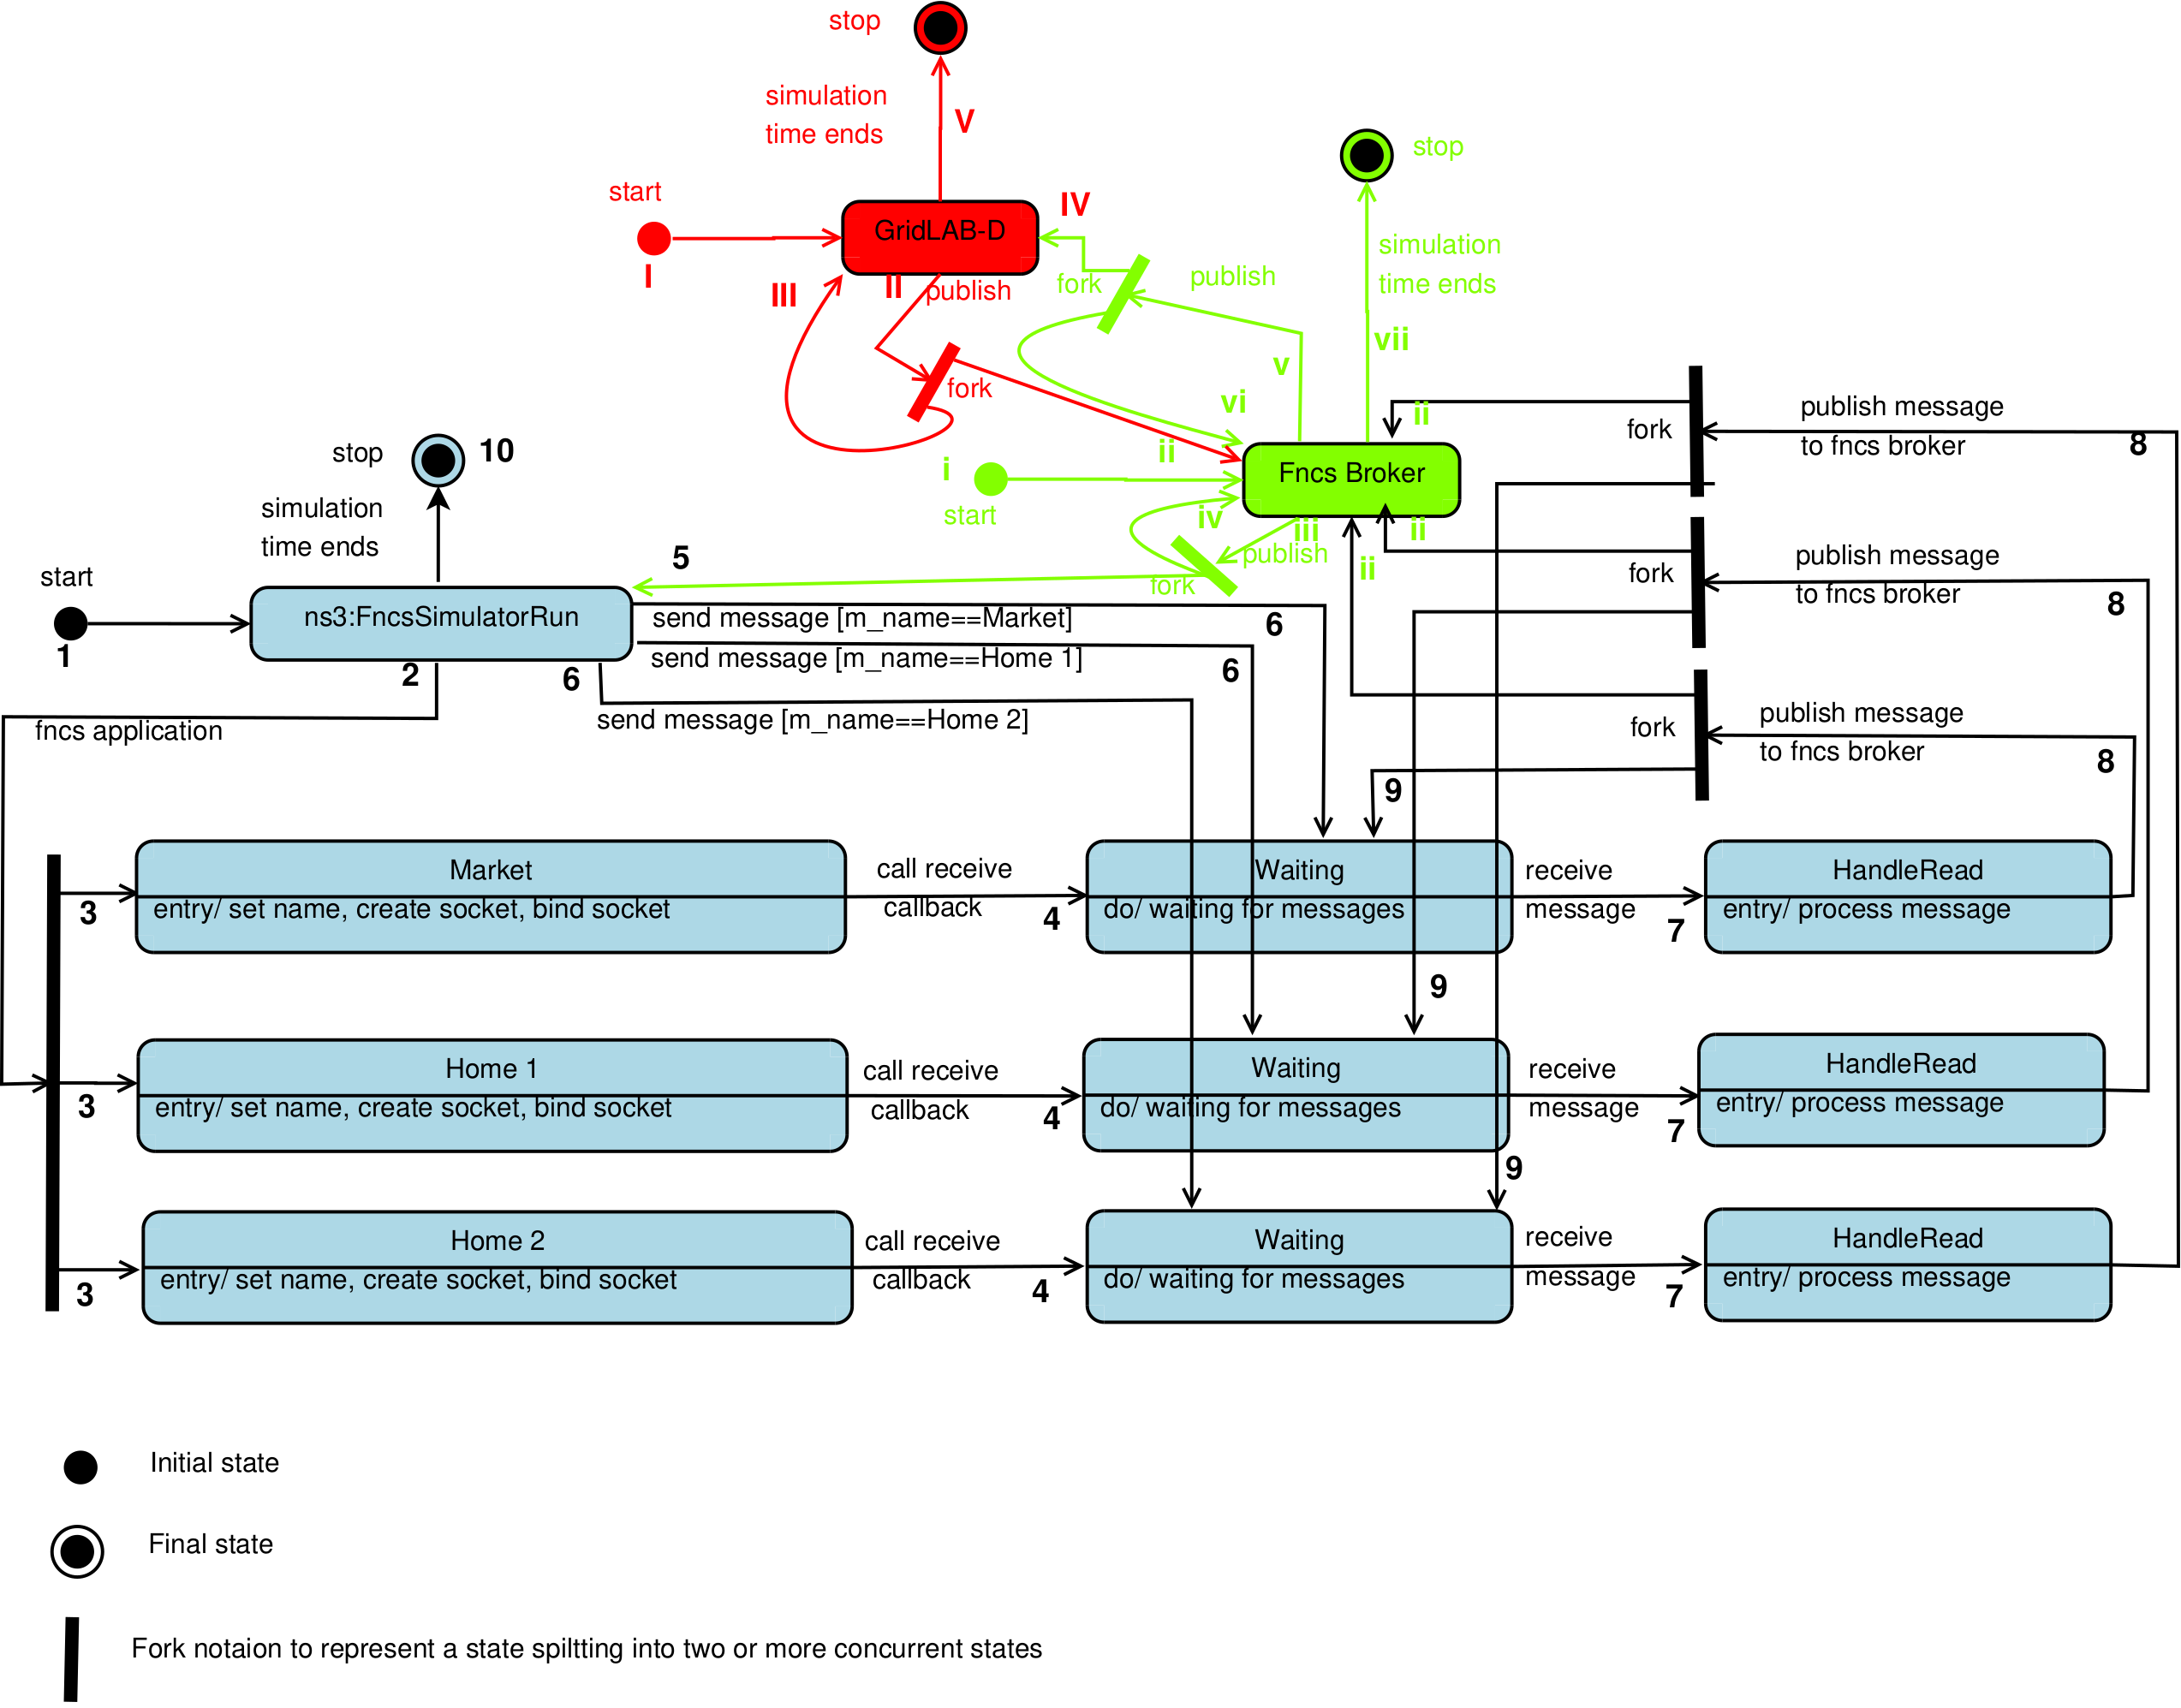 stop
simulation
time ends
V
start
I
GridLAB-D
IV
III
II
publish
fork
stop
simulation
time ends
vii
fork
publish
v
vi
ii
i
start
Fncs Broker
iv
iii
publish
fork
ii
ii
ii
fork
publish message
to fncs broker
8
fork
publish message
to fncs broker
8
fork
publish message
to fncs broker
8
stop
10
simulation
time ends
start
1
ns3:FncsSimulatorRun
5
send message [m_name==Market]
6
send message [m_name==Home 1]
6
2
6
send message [m_name==Home 2]
fncs application
9
3
Market
entry/ set name, create socket, bind socket
call receive
callback
4
Waiting
do/ waiting for messages
receive
message
7
HandleRead
entry/ process message
9
3
Home 1
entry/ set name, create socket, bind socket
call receive
callback
4
Waiting
do/ waiting for messages
receive
message
7
HandleRead
entry/ process message
9
3
Home 2
entry/ set name, create socket, bind socket
call receive
callback
4
Waiting
do/ waiting for messages
receive
message
7
HandleRead
entry/ process message
Initial state
Final state
Fork notaion to represent a state spiltting into two or more concurrent states